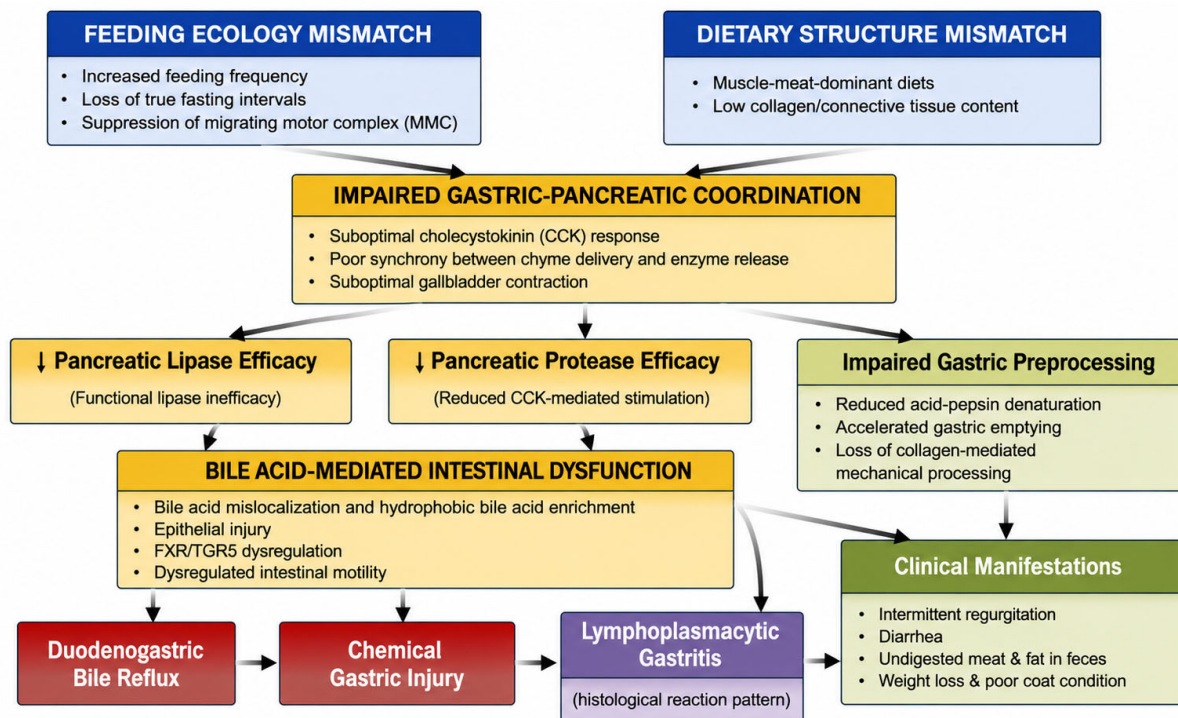 FEEDING ECOLOGY MISMATCH
• Increased feeding frequency
• Loss of true fasting intervals
• Suppression of migrating motor complex (MMC)
DIETARY STRUCTURE MISMATCH
• Muscle-meat-dominant diets
• Low collagen/connective tissue content
IMPAIRED GASTRIC-PANCREATIC COORDINATION
• Suboptimal cholecystokinin (CCK) response
• Poor synchrony between chyme delivery and enzyme release
• Suboptimal gallbladder contraction
↓ Pancreatic Lipase Efficacy
(Functional lipase inefficacy)
↓ Pancreatic Protease Efficacy
(Reduced CCK-mediated stimulation)
Impaired Gastric Preprocessing
• Reduced acid-pepsin denaturation
• Accelerated gastric emptying
• Loss of collagen-mediated
mechanical processing
BILE ACID-MEDIATED INTESTINAL DYSFUNCTION
• Bile acid mislocalization and hydrophobic bile acid enrichment
• Epithelial injury
• FXR/TGR5 dysregulation
• Dysregulated intestinal motility
Duodenogastric
Bile Reflux
Chemical
Gastric Injury
Lymphoplasmacytic
Gastritis
(histological reaction pattern)
Clinical Manifestations
• Intermittent regurgitation
• Diarrhea
• Undigested meat & fat in feces
• Weight loss & poor coat condition